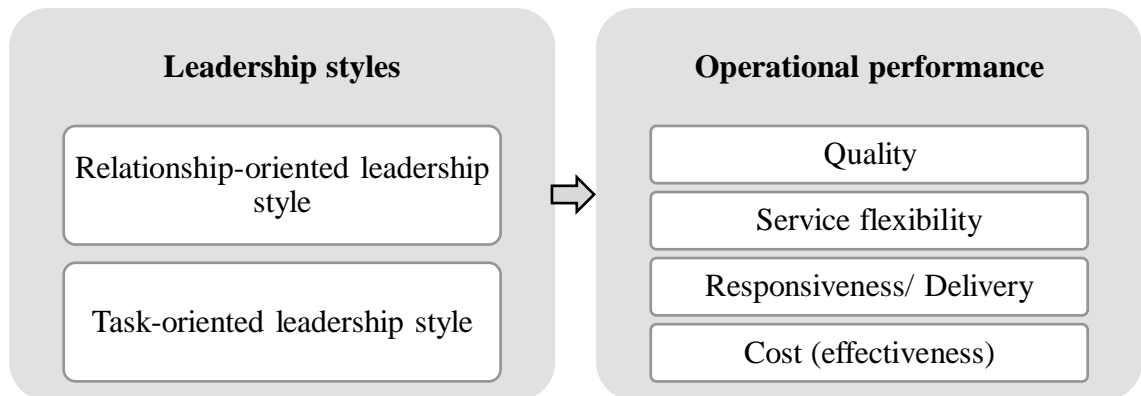 Leadership styles
Relationship-oriented leadership
style
Task-oriented leadership style
Operational performance
Quality
Service flexibility
Responsiveness/ Delivery
Cost (effectiveness)